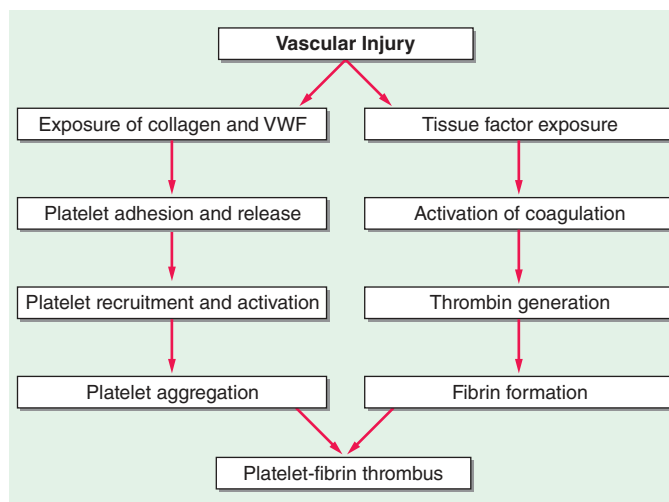 Vascular Injury
Exposure of collagen and VWF
Tissue factor exposure
Platelet adhesion and release
Activation of coagulation
Platelet recruitment and activation
Thrombin generation
Platelet aggregation
Fibrin formation
Platelet-fibrin thrombus